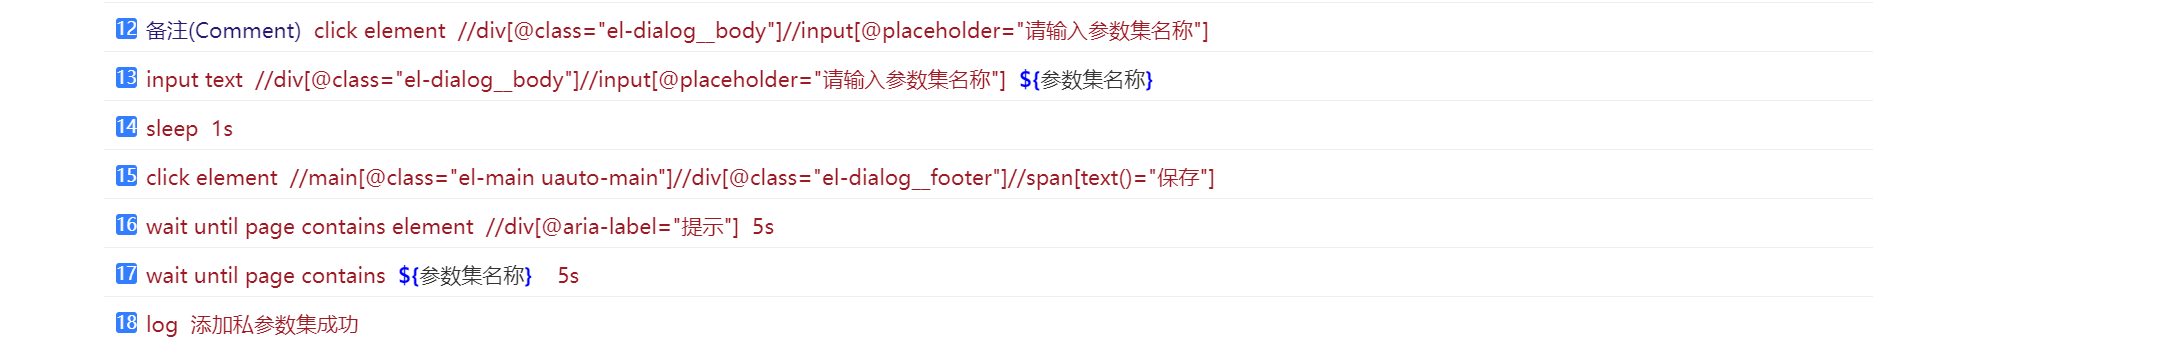 12 备注(Comment) click element //div[@class="el-dialog__body"]//input[@placeholder="请输入参数集名称"]
13 input text //div[@class="el-dialog__body"]//input[@placeholder="请输入参数集名称"] ${参数集名称}
14 sleep 1s
15 click element //main[@class="el-main uauto-main"]//div[@class="el-dialog__footer"]//span[text()="保存"]
16 wait until page contains element //div[@aria-label="提示"] 5s
17 wait until page contains ${参数集名称} 5s
18 log 添加私参数集成功